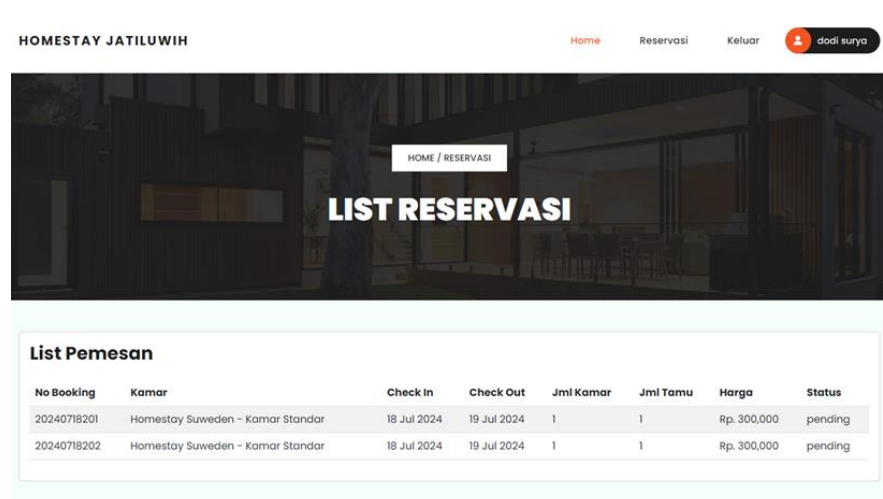 HOMESTAY JATILUWIH Home Reservasi Keluar dodi surya
HOME / RESERVASI
LIST RESERVASI
List Pemesan
No Booking Kamar Check In Check Out Jml Kamar Jml Tamu Harga Status
20240718201 Homestay Suweden - Kamar Standar 18 Jul 2024 19 Jul 2024 1 1 Rp. 300,000 pending
20240718202 Homestay Suweden - Kamar Standar 18 Jul 2024 19 Jul 2024 1 1 Rp. 300,000 pending